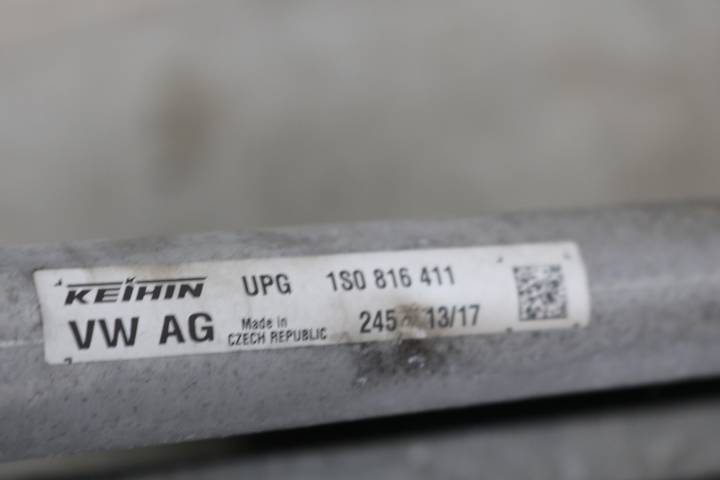 KEIHIN UPG 1S0 816 411
VW AG Made in CZECH REPUBLIC 245 13/17